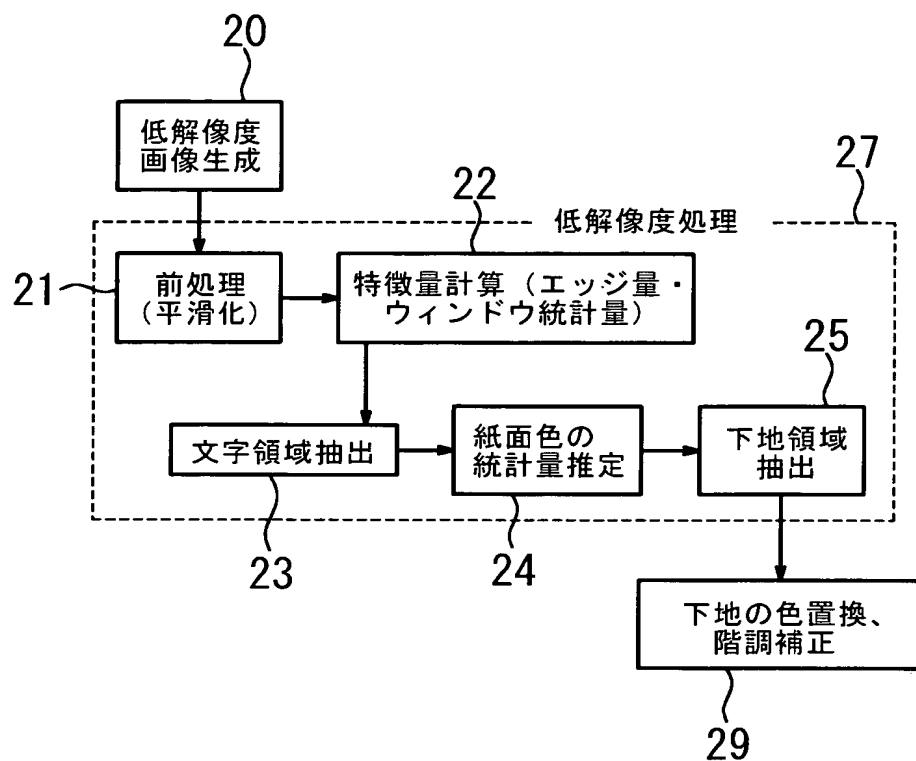 20
低解像度
画像生成
27
22
低解像度処理
21
前処理
(平滑化)
特徴量計算(エッジ量・
ウィンドウ統計量)
25
文字領域抽出
紙面色の
統計量推定
下地領域
抽出
23
24
下地の色置換、
階調補正
29